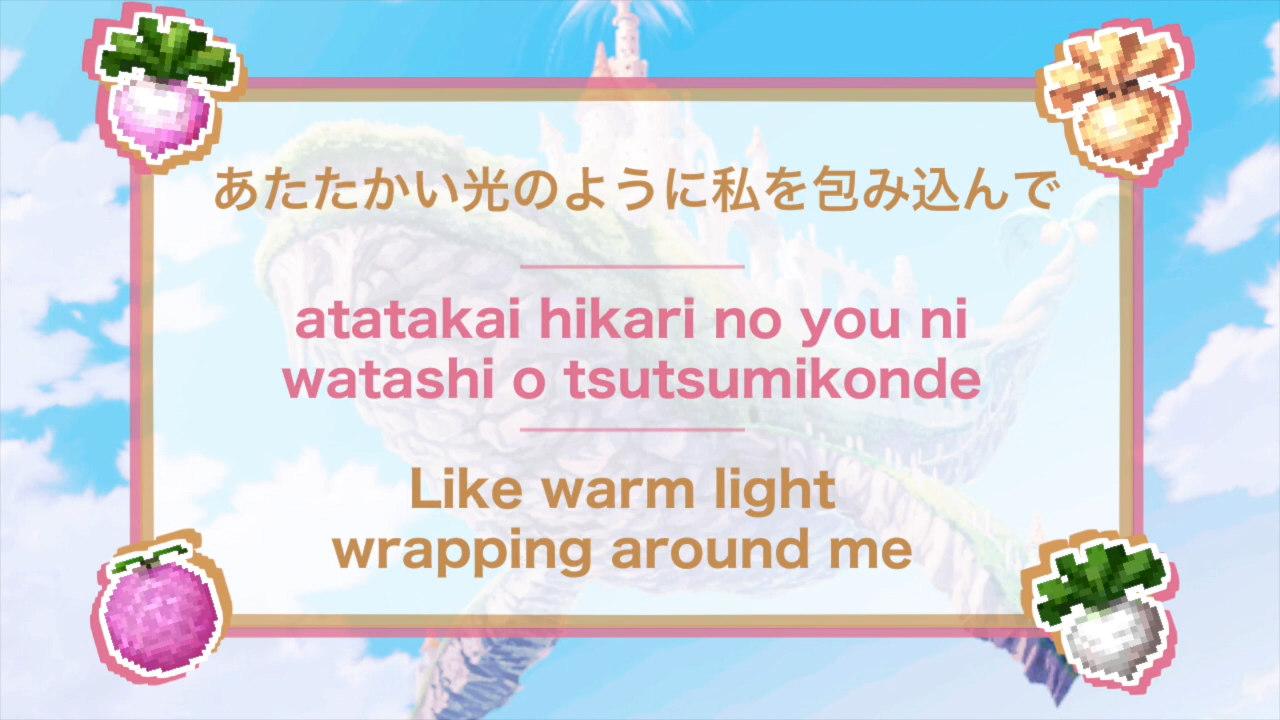 あたたかい光のように私を包み込んで
atatakai hikari no you ni
watashi o tsutsumikonde
Like warm light
wrapping around me